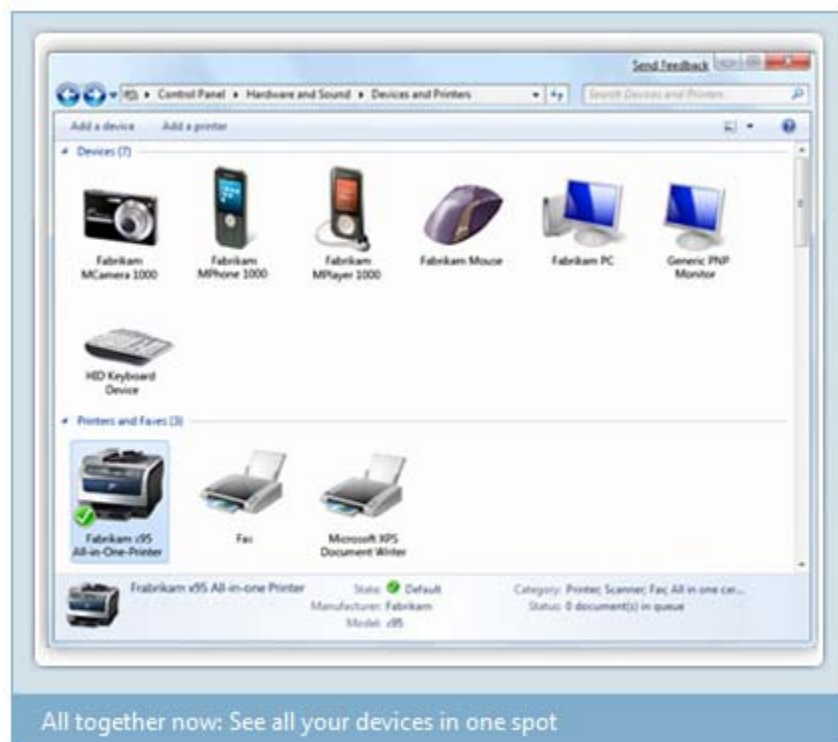 Send Feedback
Control Panel ▸ Hardware and Sound ▸ Devices and Printers
Search Devices and Printers
Add a device Add a printer
Devices (7)
Fabrikam MCamera 1000
Fabrikam MPhone 1000
Fabrikam MPlayer 1000
Fabrikam Mouse
Fabrikam PC
Generic PNP Monitor
HID Keyboard Device
Printers and Faxes (3)
Fabrikam x95 All-in-One-Printer
Fax
Microsoft XPS Document Writer
Frabrikam x95 All-in-one Printer
State: Default
Manufacturer: Fabrikam
Model: x95
Category: Printer; Scanner; Fax; All in one car...
Status: 0 document(s) in queue
All together now: See all your devices in one spot